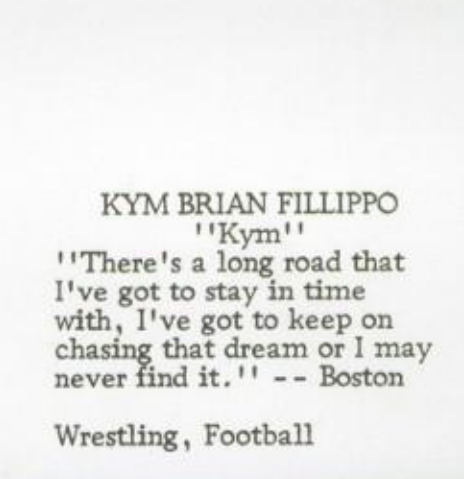 KYM BRIAN FILLIPPO
''Kym''
''There's a long road that
I've got to stay in time
with, I've got to keep on
chasing that dream or I may
never find it.'' -- Boston
Wrestling, Football